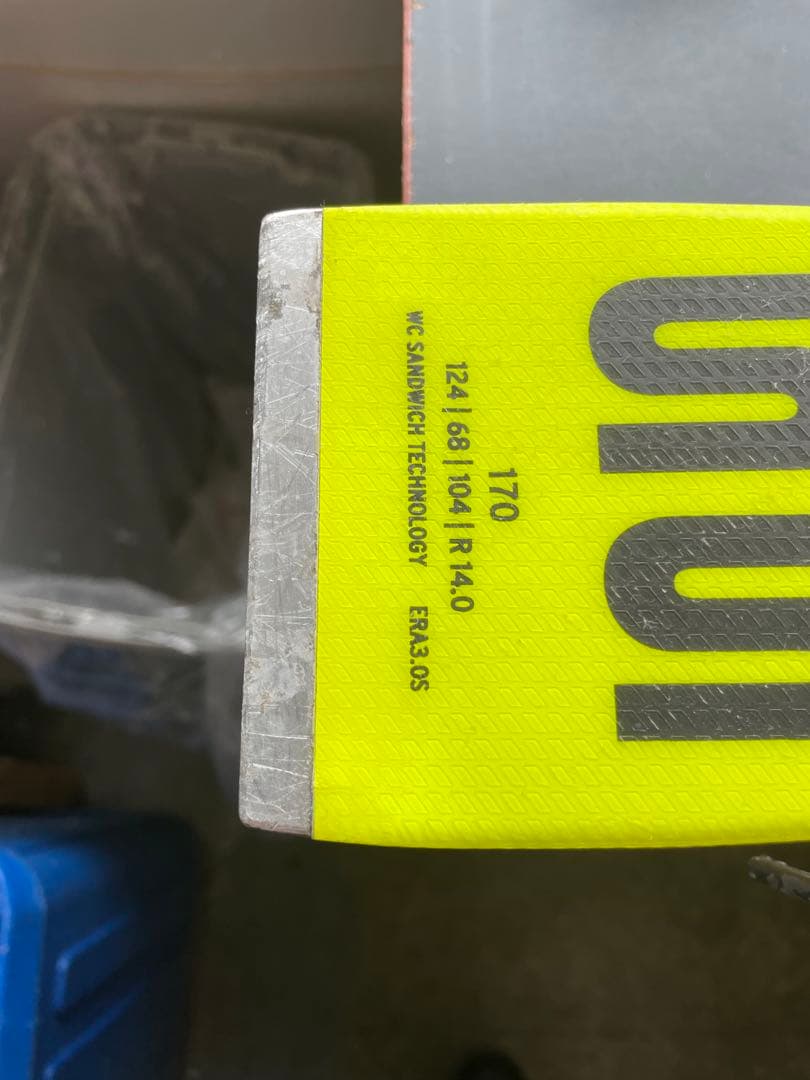 170
124 | 68 | 104 | R 14.0
WC SANDWICH TECHNOLOGY ERA3.0S